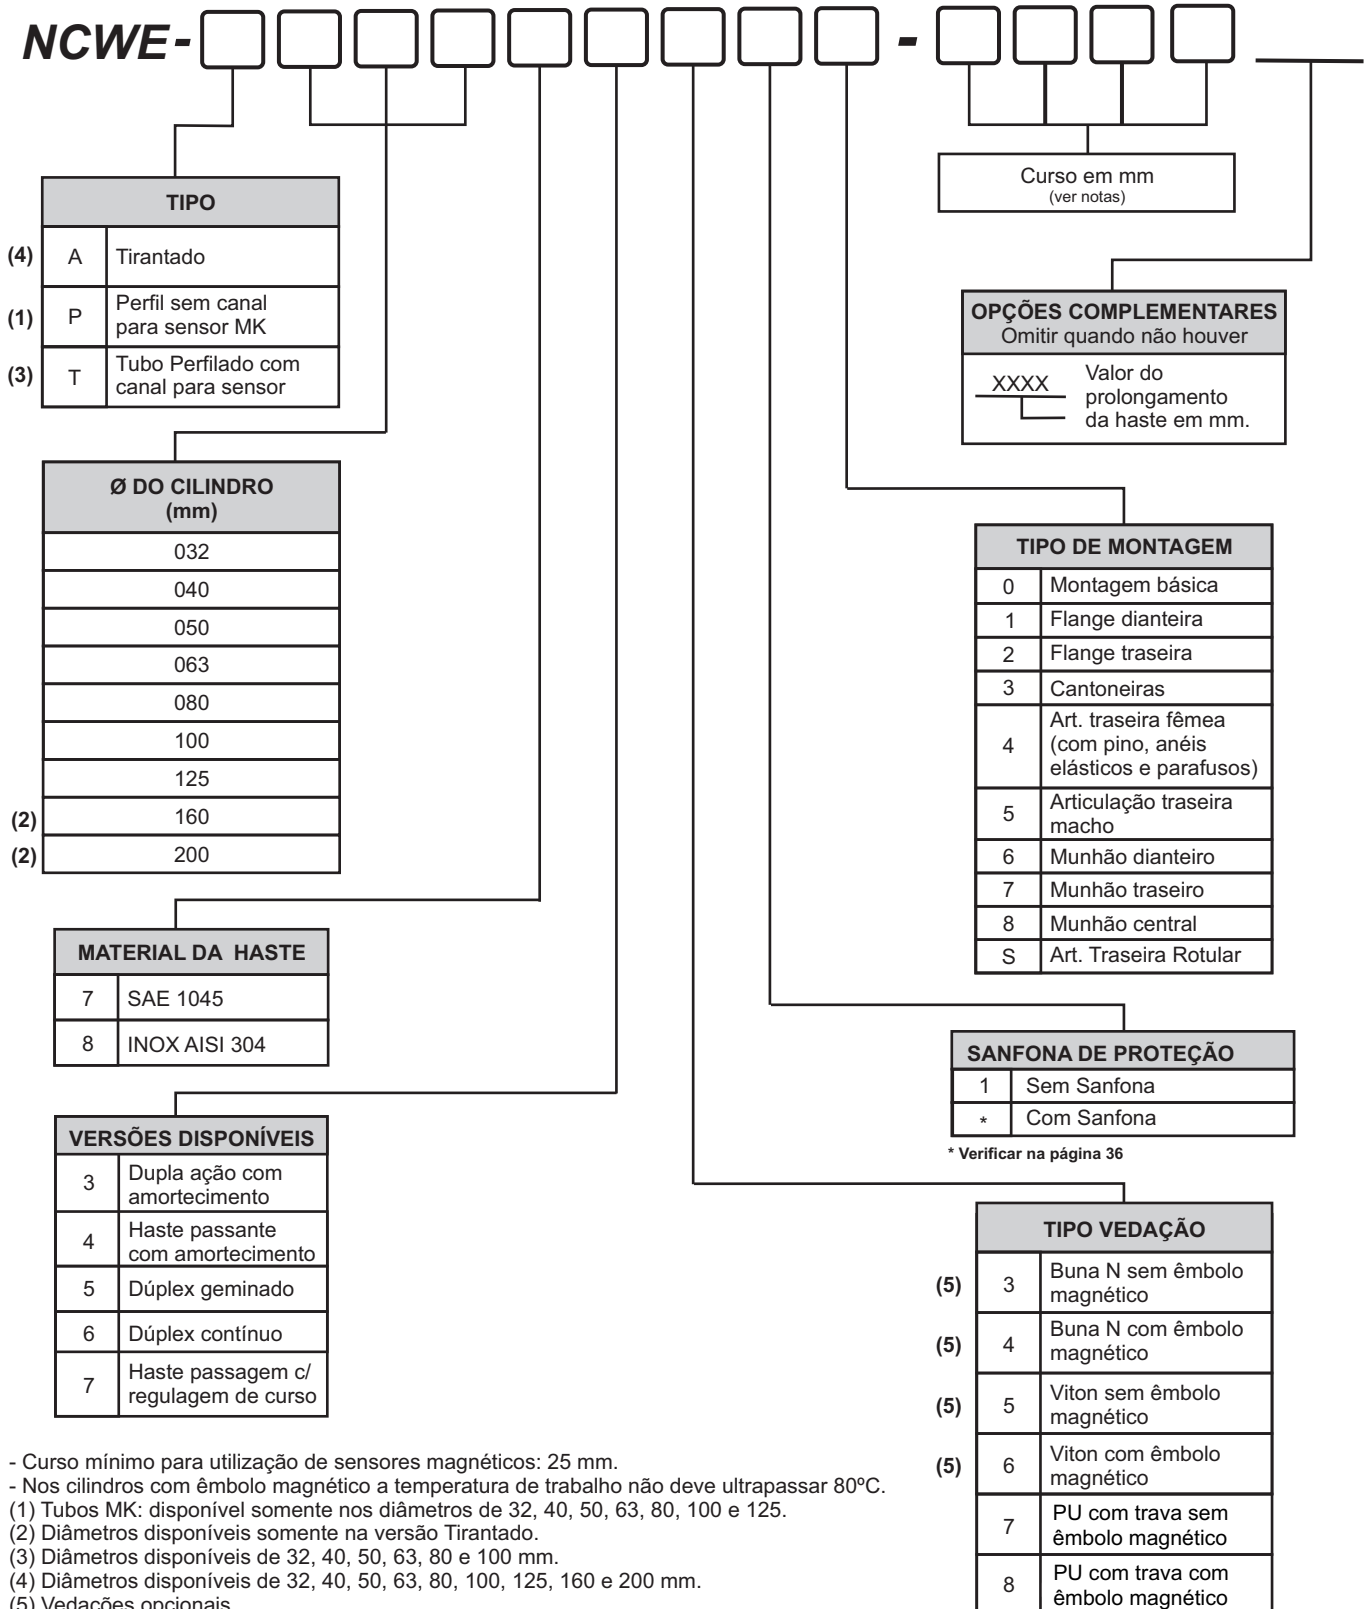 NCWE- -
TIPO
(4) A Tirantado
(1) P Perfil sem canal
para sensor MK
(3) T Tubo Perfilado com
canal para sensor
Ø DO CILINDRO
(mm)
032
040
050
063
080
100
125
(2) 160
(2) 200
MATERIAL DA HASTE
7 SAE 1045
8 INOX AISI 304
VERSÕES DISPONÍVEIS
3 Dupla ação com
amortecimento
4 Haste passante
com amortecimento
5 Dúplex geminado
6 Dúplex contínuo
7 Haste passagem c/
regulagem de curso
Curso em mm
(ver notas)
OPÇÕES COMPLEMENTARES
Omitir quando não houver
XXXX Valor do
prolongamento
da haste em mm.
TIPO DE MONTAGEM
0 Montagem básica
1 Flange dianteira
2 Flange traseira
3 Cantoneiras
4 Art. traseira fêmea
(com pino, anéis
elásticos e parafusos)
5 Articulação traseira
macho
6 Munhão dianteiro
7 Munhão traseiro
8 Munhão central
S Art. Traseira Rotular
SANFONA DE PROTEÇÃO
1 Sem Sanfona
* Com Sanfona
* Verificar na página 36
TIPO VEDAÇÃO
(5) 3 Buna N sem êmbolo
magnético
(5) 4 Buna N com êmbolo
magnético
(5) 5 Viton sem êmbolo
magnético
(5) 6 Viton com êmbolo
magnético
7 PU com trava sem
êmbolo magnético
8 PU com trava com
êmbolo magnético
- Curso mínimo para utilização de sensores magnéticos: 25 mm.
- Nos cilindros com êmbolo magnético a temperatura de trabalho não deve ultrapassar 80ºC.
(1) Tubos MK: disponível somente nos diâmetros de 32, 40, 50, 63, 80, 100 e 125.
(2) Diâmetros disponíveis somente na versão Tirantado.
(3) Diâmetros disponíveis de 32, 40, 50, 63, 80 e 100 mm.
(4) Diâmetros disponíveis de 32, 40, 50, 63, 80, 100, 125, 160 e 200 mm.
(5) Vedações opcionais